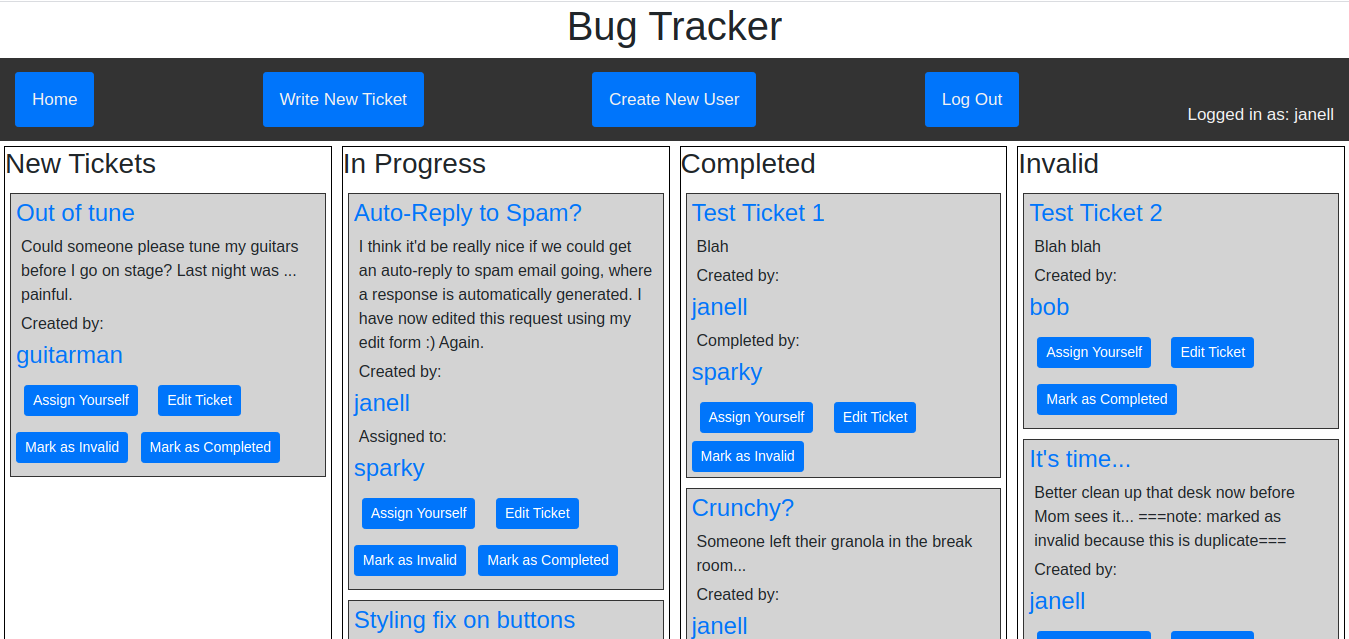 Bug Tracker
Home
Write New Ticket
Create New User
Log Out
Logged in as: janell
New Tickets
Out of tune
Could someone please tune my guitars
before I go on stage? Last night was ...
painful.
Created by:
guitarman
Assign Yourself
Edit Ticket
Mark as Invalid
Mark as Completed
In Progress
Auto-Reply to Spam?
I think it'd be really nice if we could get
an auto-reply to spam email going, where
a response is automatically generated. I
have now edited this request using my
edit form :) Again.
Created by:
janell
Assigned to:
sparky
Assign Yourself
Edit Ticket
Mark as Invalid
Mark as Completed
Styling fix on buttons
Completed
Test Ticket 1
Blah
Created by:
janell
Completed by:
sparky
Assign Yourself
Edit Ticket
Mark as Invalid
Crunchy?
Someone left their granola in the break
room...
Created by:
janell
Invalid
Test Ticket 2
Blah blah
Created by:
bob
Assign Yourself
Edit Ticket
Mark as Completed
It's time...
Better clean up that desk now before
Mom sees it... ===note: marked as
invalid because this is duplicate===
Created by:
janell